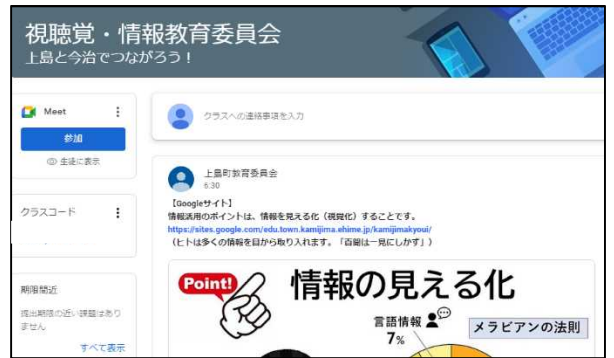 視聴覚・情報教育委員会
上島と今治でつながろう！
Meet
参加
生徒に表示
クラスコード
期限間近
提出期限の近い課題はあり
ません
すべて表示
クラスへの連絡事項を入力
上島町教育委員会
6:30
【Googleサイト】
情報活用のポイントは、情報を見える化（視覚化）することです。
https://sites.google.com/edu.town.kamijima.ehime.jp/kamijimakyoui/
（ヒトは多くの情報を目から取り入れます。「百聞は一見にしかず」）
Point!
情報の見える化
言語情報
7%
メラビアンの法則